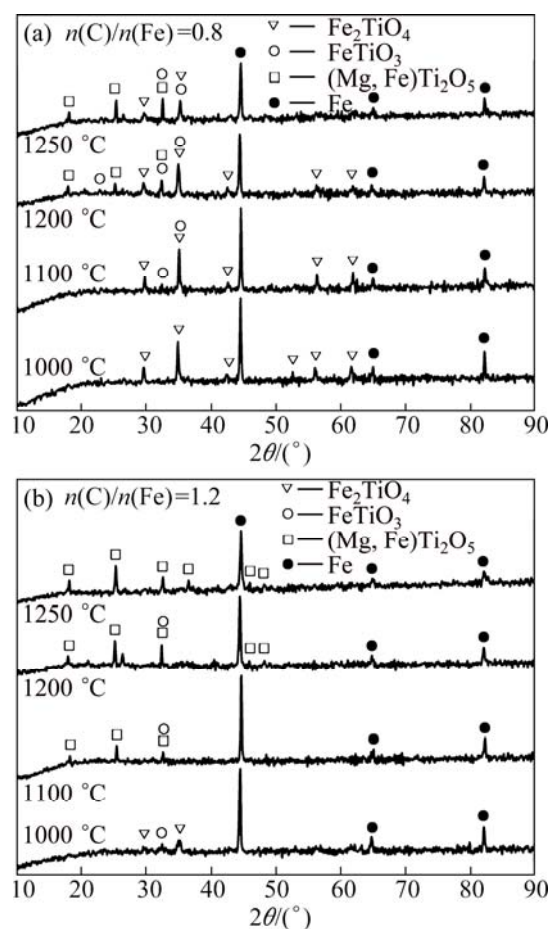 (a) n(C)/n(Fe)=0.8
▽ — Fe₂TiO₄
○ — FeTiO₃
□ — (Mg, Fe)Ti₂O₅
● — Fe
1250 °C
1200 °C
1100 °C
1000 °C
10 20 30 40 50 60 70 80 90
2θ/(°)
(b) n(C)/n(Fe)=1.2
▽ — Fe₂TiO₄
○ — FeTiO₃
□ — (Mg, Fe)Ti₂O₅
● — Fe
1250 °C
1200 °C
1100 °C
1000 °C
10 20 30 40 50 60 70 80 90
2θ/(°)